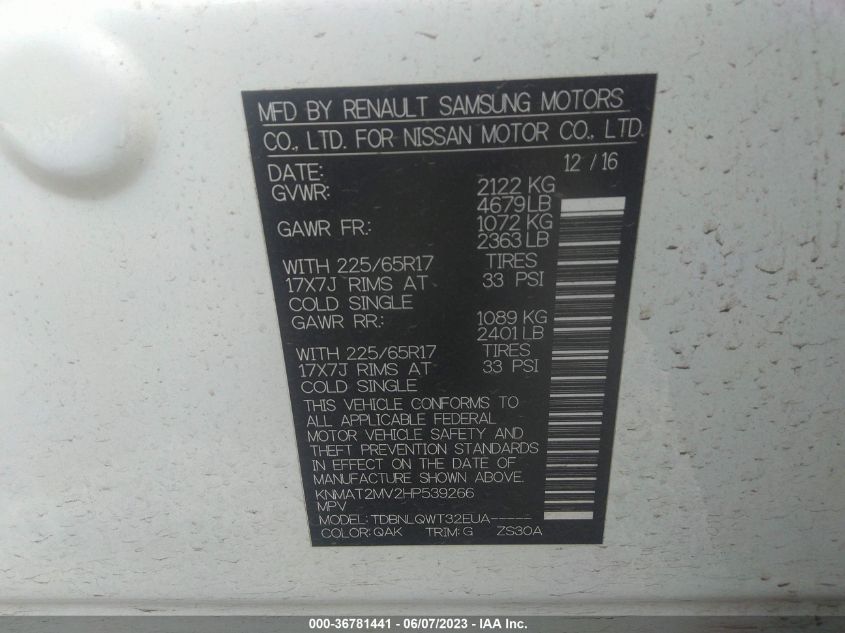 MFD BY RENAULT SAMSUNG MOTORS
CO., LTD. FOR NISSAN MOTOR CO., LTD.
DATE: 12 / 16
GVWR: 2122 KG
4679 LB
GAWR FR.: 1072 KG
2363 LB
WITH 225/65R17 TIRES
17X7J RIMS AT 33 PSI
COLD SINGLE
GAWR RR.: 1089 KG
2401 LB
WITH 225/65R17 TIRES
17X7J RIMS AT 33 PSI
COLD SINGLE
THIS VEHICLE CONFORMS TO
ALL APPLICABLE FEDERAL
MOTOR VEHICLE SAFETY AND
THEFT PREVENTION STANDARDS
IN EFFECT ON THE DATE OF
MANUFACTURE SHOWN ABOVE.
KNMAT2MV2HP539266
MPV
MODEL: TDBNLQWT32EUA-----
COLOR: QAK TRIM: G ZS30A
000-36781441 - 06/07/2023 - IAA Inc.